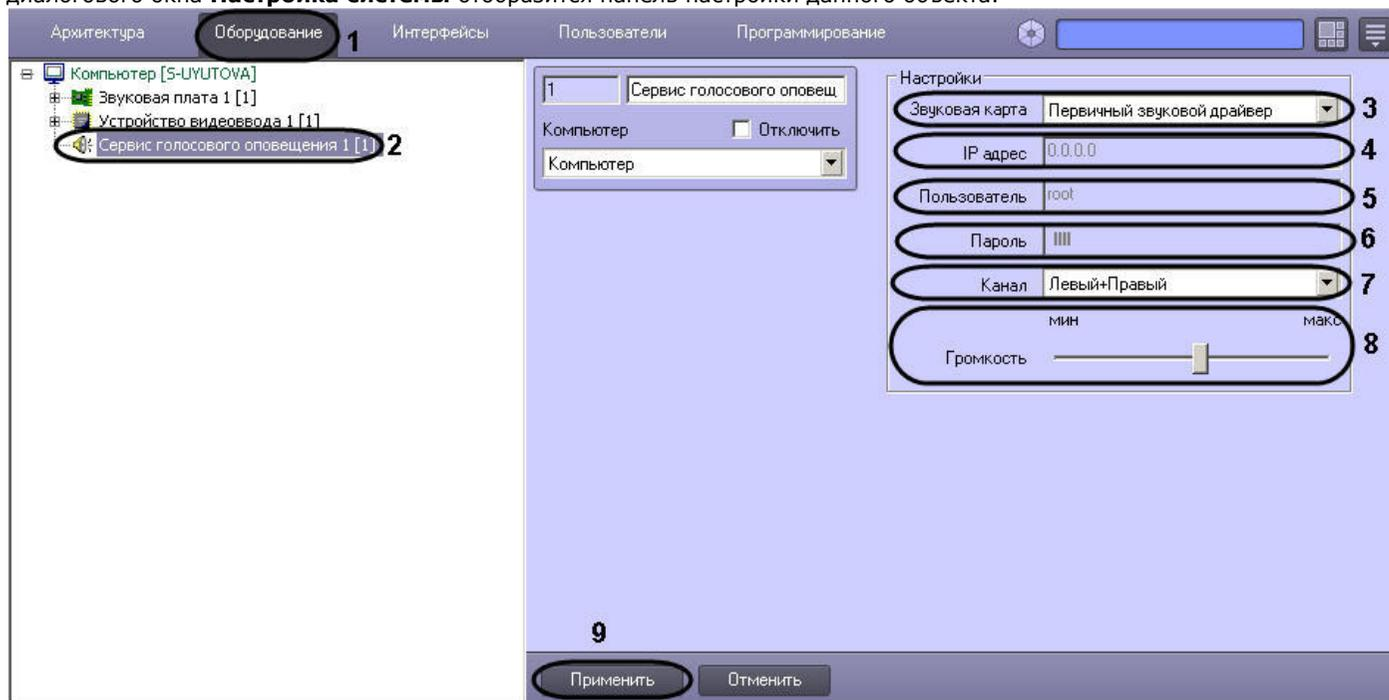 диалогового окна Настройка системы отобразится панель настройки данного объекта.
Архитектура Оборудование 1 Интерфейсы Пользователи Программирование
Компьютер [S-UYUTOVA]
Звуковая плата 1 [1]
Устройство видеоввода 1 [1]
Сервис голосового оповещения 1 [1] 2
1 Сервис голосового оповещ
Компьютер Отключить
Компьютер
Настройки
Звуковая карта Первичный звуковой драйвер 3
IP адрес 0.0.0.0 4
Пользователь root 5
Пароль 6
Канал Левый+Правый 7
мин макс
Громкость 8
9
Применить Отменить